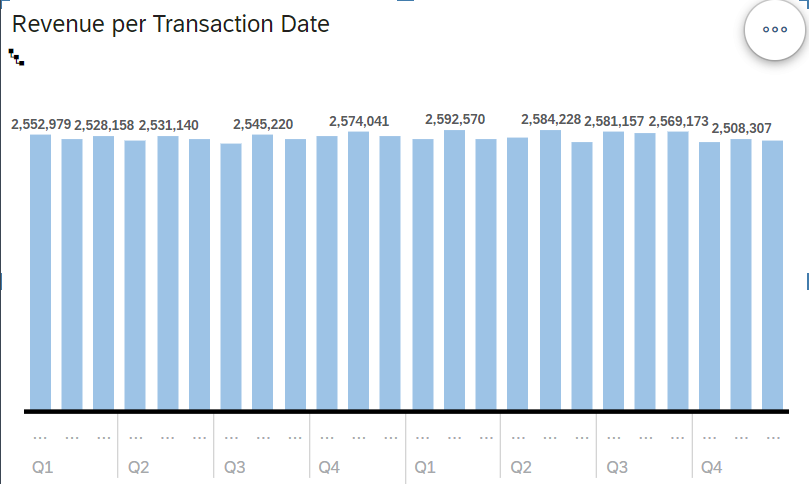 Revenue per Transaction Date
2,552,979 2,528,158 2,531,140 2,545,220 2,574,041 2,592,570 2,584,228 2,581,157 2,569,173 2,508,307
... ... ... ... ... ... ... ... ... ... ... ... ... ... ... ... ... ... ... ... ... ... ... ...
Q1 Q2 Q3 Q4 Q1 Q2 Q3 Q4